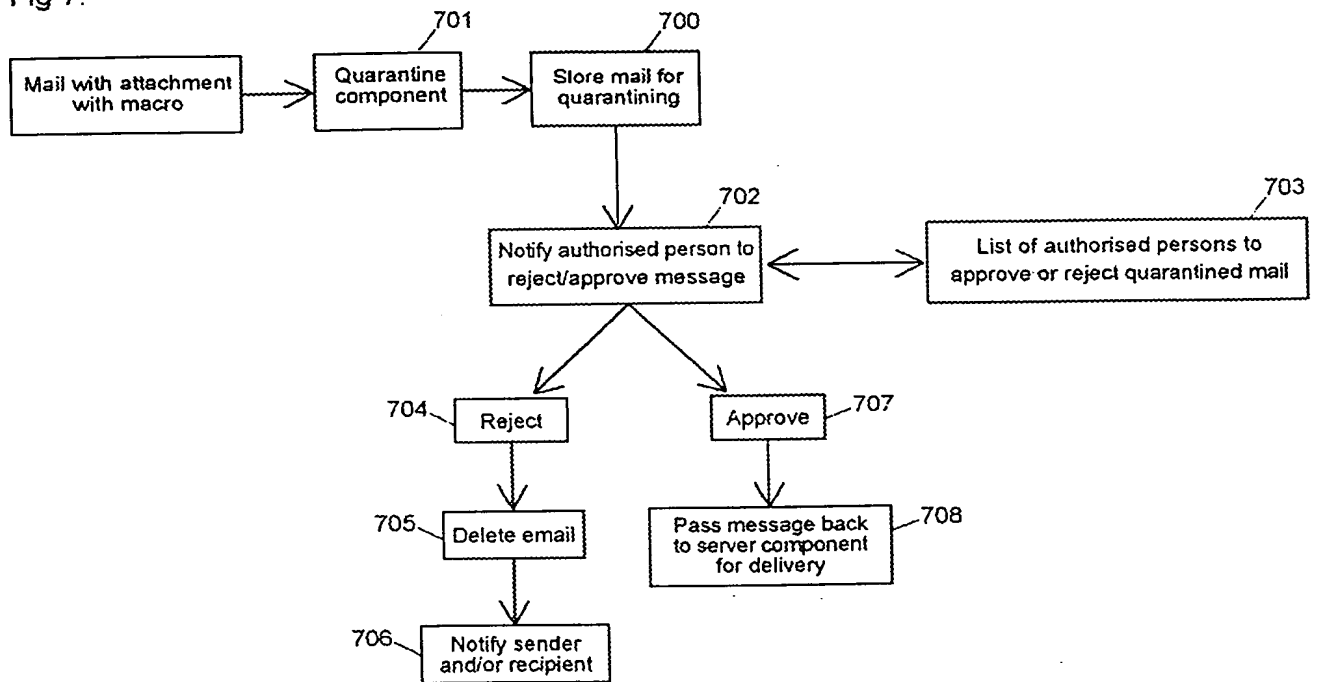 Fig 7.
701
700
Mail with attachment
with macro
Quarantine
component
Store mail for
quarantining
702
703
Notify authorised person to
reject/approve message
List of authorised persons to
approve or reject quarantined mail
704
Reject
Approve
707
705
Delete email
Pass message back
to server component
for delivery
708
706
Notify sender
and/or recipient